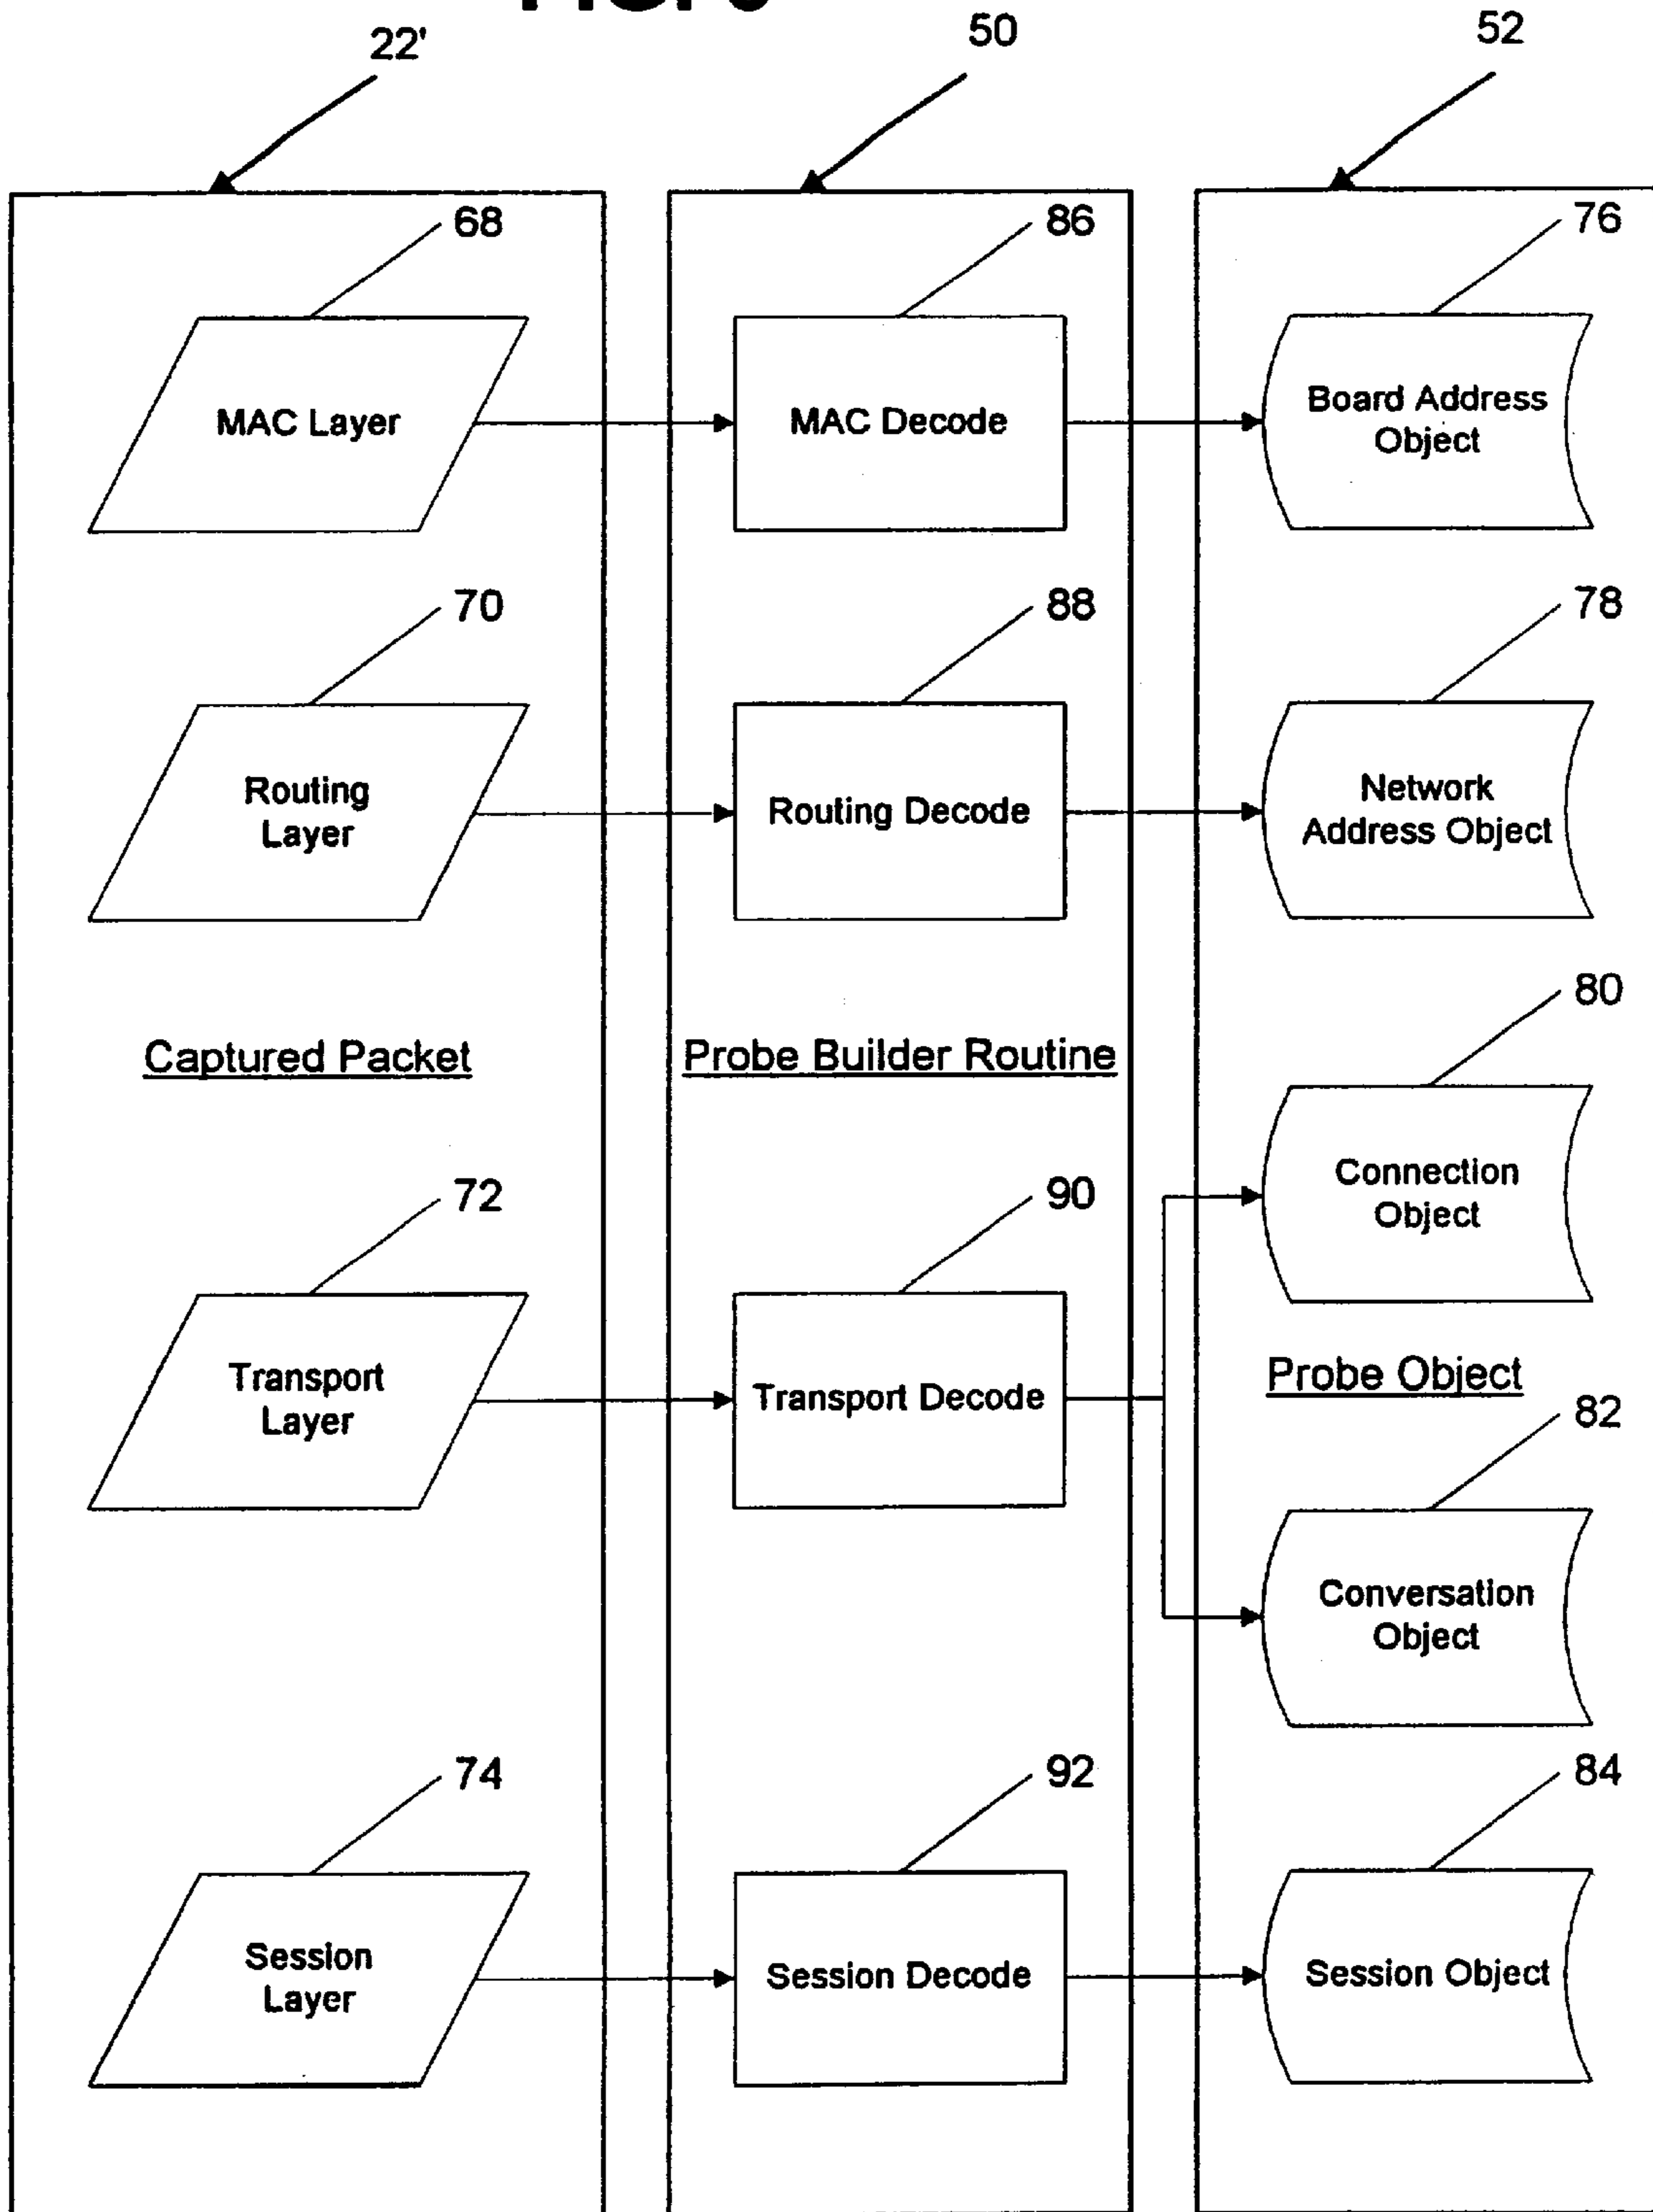 22'
50
52
68
86
76
MAC Layer
MAC Decode
Board Address
Object
70
88
78
Routing
Layer
Routing Decode
Network
Address Object
80
Captured Packet
Probe Builder Routine
Connection
Object
72
90
Transport
Layer
Transport Decode
Probe Object
82
Conversation
Object
74
92
84
Session
Layer
Session Decode
Session Object